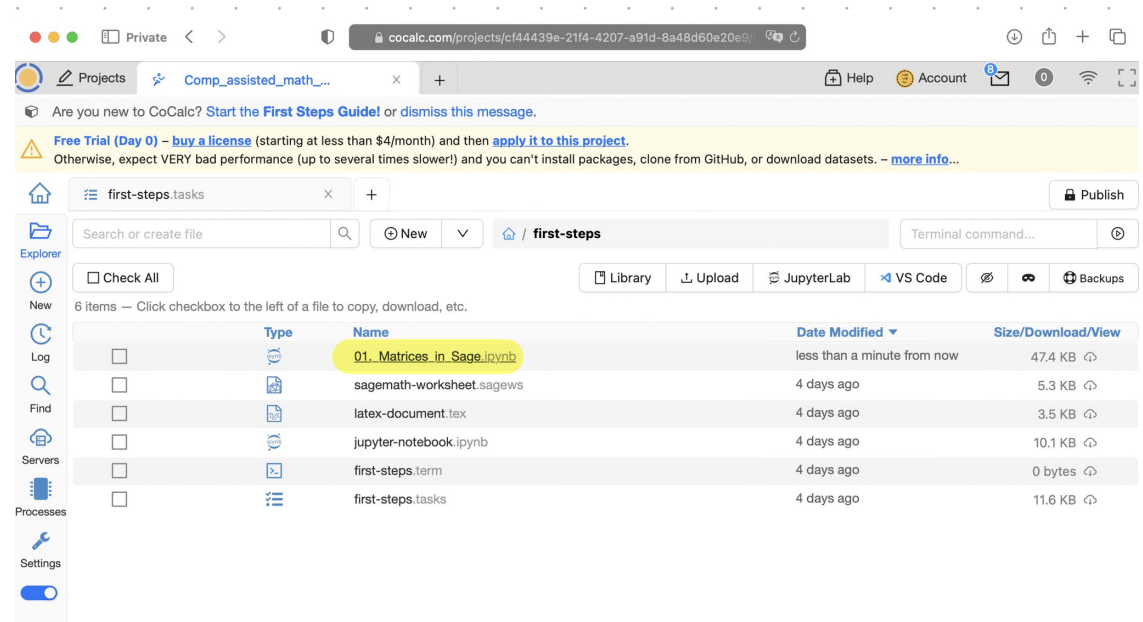 Private
cocalc.com/projects/cf44439e-21f4-4207-a91d-8a48d60e20e9/
Projects Comp_assisted_math_... Help Account 8 0
Are you new to CoCalc? Start the First Steps Guide! or dismiss this message.
Free Trial (Day 0) – buy a license (starting at less than $4/month) and then apply it to this project.
Otherwise, expect VERY bad performance (up to several times slower!) and you can't install packages, clone from GitHub, or download datasets. – more info...
first-steps.tasks Publish
Explorer
Search or create file New / first-steps Terminal command...
Check All Library Upload JupyterLab VS Code Backups
New
6 items — Click checkbox to the left of a file to copy, download, etc.
Type Name Date Modified Size/Download/View
Log
01._Matrices_in_Sage.ipynb less than a minute from now 47.4 KB
sagemath-worksheet.sagews 4 days ago 5.3 KB
Find
latex-document.tex 4 days ago 3.5 KB
jupyter-notebook.ipynb 4 days ago 10.1 KB
Servers
first-steps.term 4 days ago 0 bytes
first-steps.tasks 4 days ago 11.6 KB
Processes
Settings